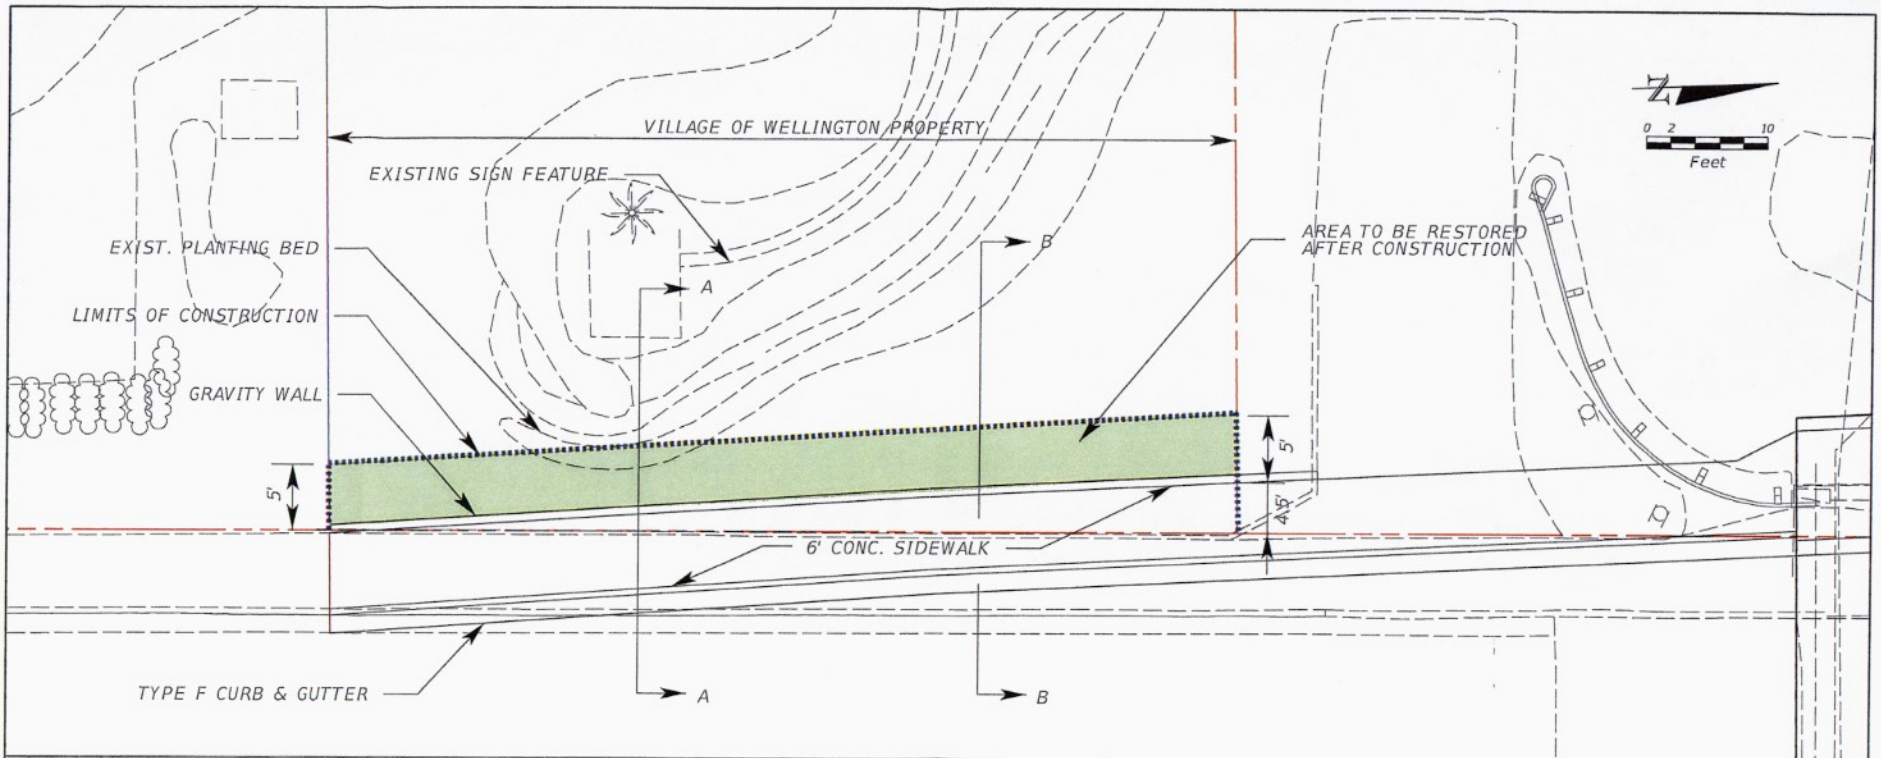 N
0 2 10
Feet
VILLAGE OF WELLINGTON PROPERTY
EXISTING SIGN FEATURE
EXIST. PLANTING BED
B
AREA TO BE RESTORED
AFTER CONSTRUCTION
A
LIMITS OF CONSTRUCTION
GRAVITY WALL
5'
5'
4.5'
6' CONC. SIDEWALK
TYPE F CURB & GUTTER
A
B